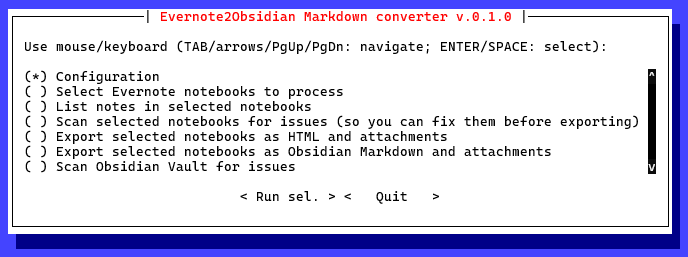 Evernote2Obsidian Markdown converter v.0.1.0
Use mouse/keyboard (TAB/arrows/PgUp/PgDn: navigate; ENTER/SPACE: select):
(*) Configuration
( ) Select Evernote notebooks to process
( ) List notes in selected notebooks
( ) Scan selected notebooks for issues (so you can fix them before exporting)
( ) Export selected notebooks as HTML and attachments
( ) Export selected notebooks as Obsidian Markdown and attachments
( ) Scan Obsidian Vault for issues
< Run sel. > <   Quit   >